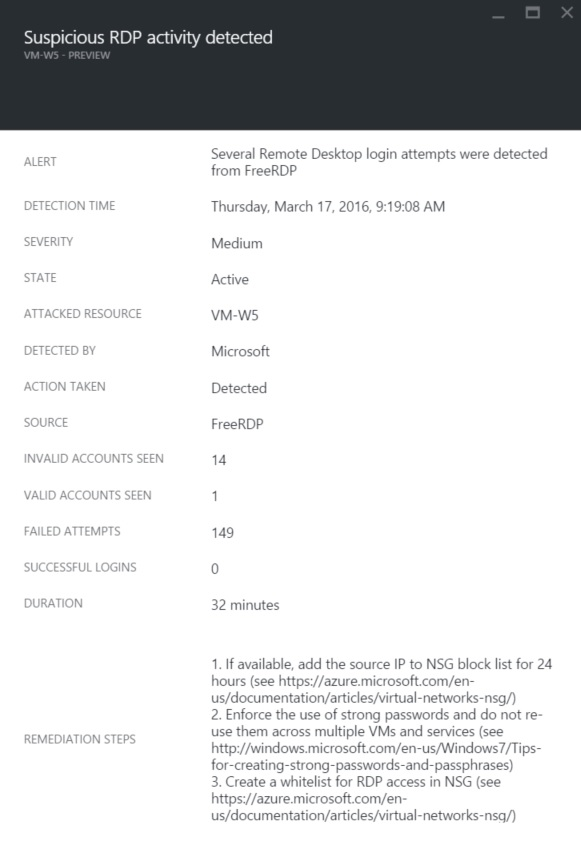 Suspicious RDP activity detected
VM-W5 - PREVIEW
ALERT
Several Remote Desktop login attempts were detected
from FreeRDP
DETECTION TIME
Thursday, March 17, 2016, 9:19:08 AM
SEVERITY
Medium
STATE
Active
ATTACKED RESOURCE
VM-W5
DETECTED BY
Microsoft
ACTION TAKEN
Detected
SOURCE
FreeRDP
INVALID ACCOUNTS SEEN
14
VALID ACCOUNTS SEEN
1
FAILED ATTEMPTS
149
SUCCESSFUL LOGINS
0
DURATION
32 minutes
REMEDIATION STEPS
1. If available, add the source IP to NSG block list for 24
hours (see https://azure.microsoft.com/en-
us/documentation/articles/virtual-networks-nsg/)
2. Enforce the use of strong passwords and do not re-
use them across multiple VMs and services (see
http://windows.microsoft.com/en-us/Windows7/Tips-
for-creating-strong-passwords-and-passphrases)
3. Create a whitelist for RDP access in NSG (see
https://azure.microsoft.com/en-
us/documentation/articles/virtual-networks-nsg/)